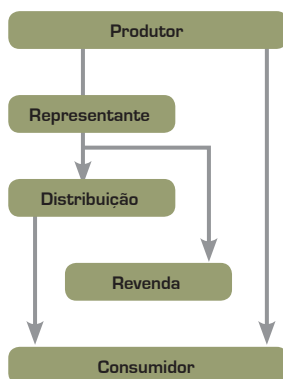 Produtor
Representante
Distribuição
Revenda
Consumidor